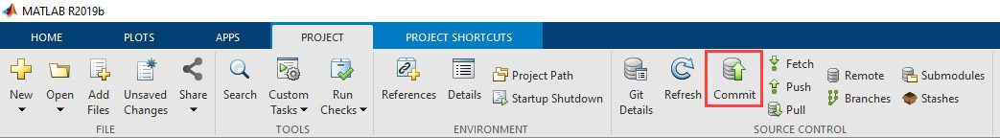 MATLAB R2019b
HOME PLOTS APPS PROJECT PROJECT SHORTCUTS
New Open Add Files Unsaved Changes Share
FILE
Search Custom Tasks Run Checks
TOOLS
References Details Project Path
Startup Shutdown
ENVIRONMENT
Git Details Refresh Commit Fetch
Push
Pull
Remote
Branches
Submodules
Stashes
SOURCE CONTROL